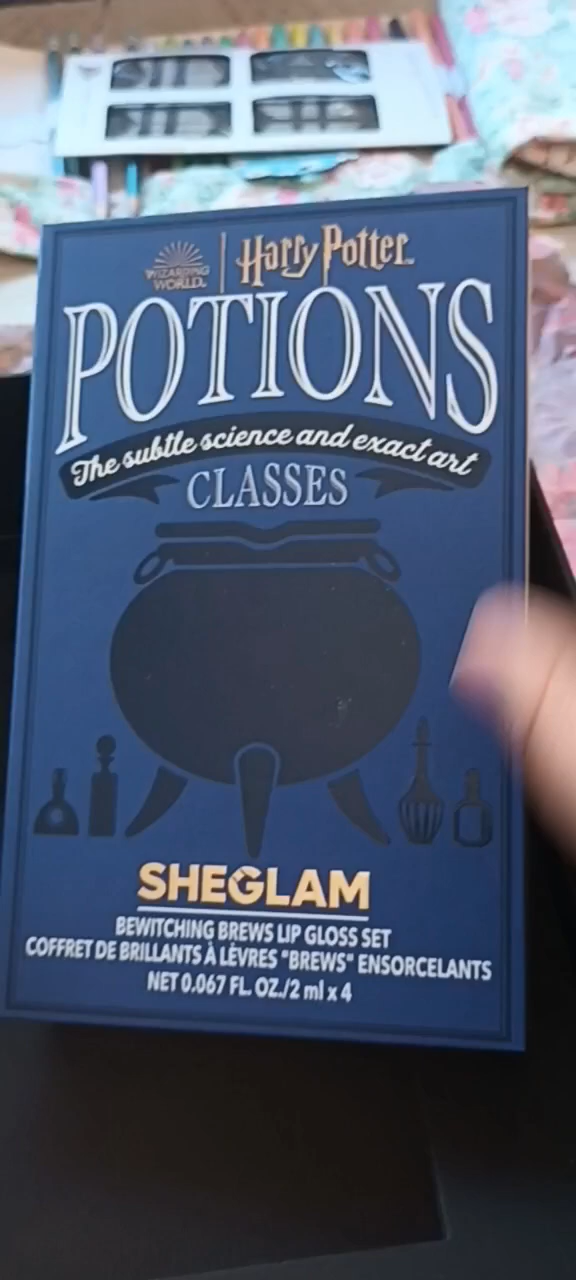 WIZARDING
WORLD
Harry Potter
POTIONS
The subtle science and exact art
CLASSES
SHEGLAM
BEWITCHING BREWS LIP GLOSS SET
COFFRET DE BRILLANTS À LÈVRES "BREWS" ENSORCELANTS
NET 0.067 FL. OZ./2 ml x 4